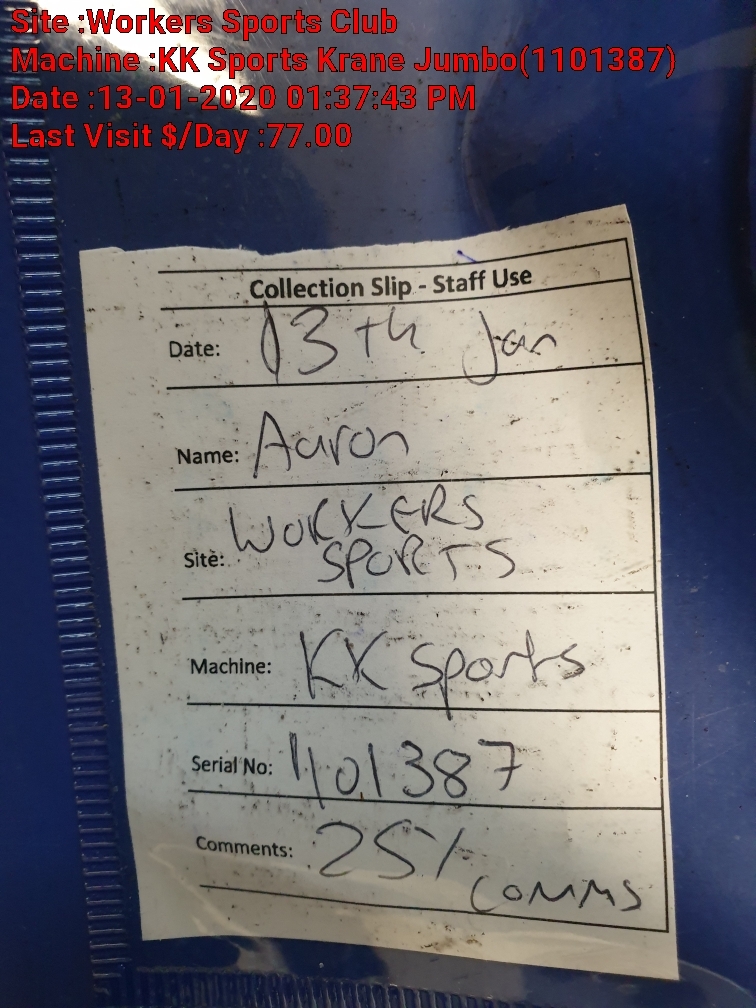 Site :Workers Sports Club
Machine :KK Sports Krane Jumbo(1101387)
Date :13-01-2020 01:37:43 PM
Last Visit $/Day :77.00
Collection Slip - Staff Use
Date: 13th Jan
Name: Aaron
WORKERS
Site: SPORTS
Machine: KK Sports
Serial No: 1101387
Comments: 25%
COMMS